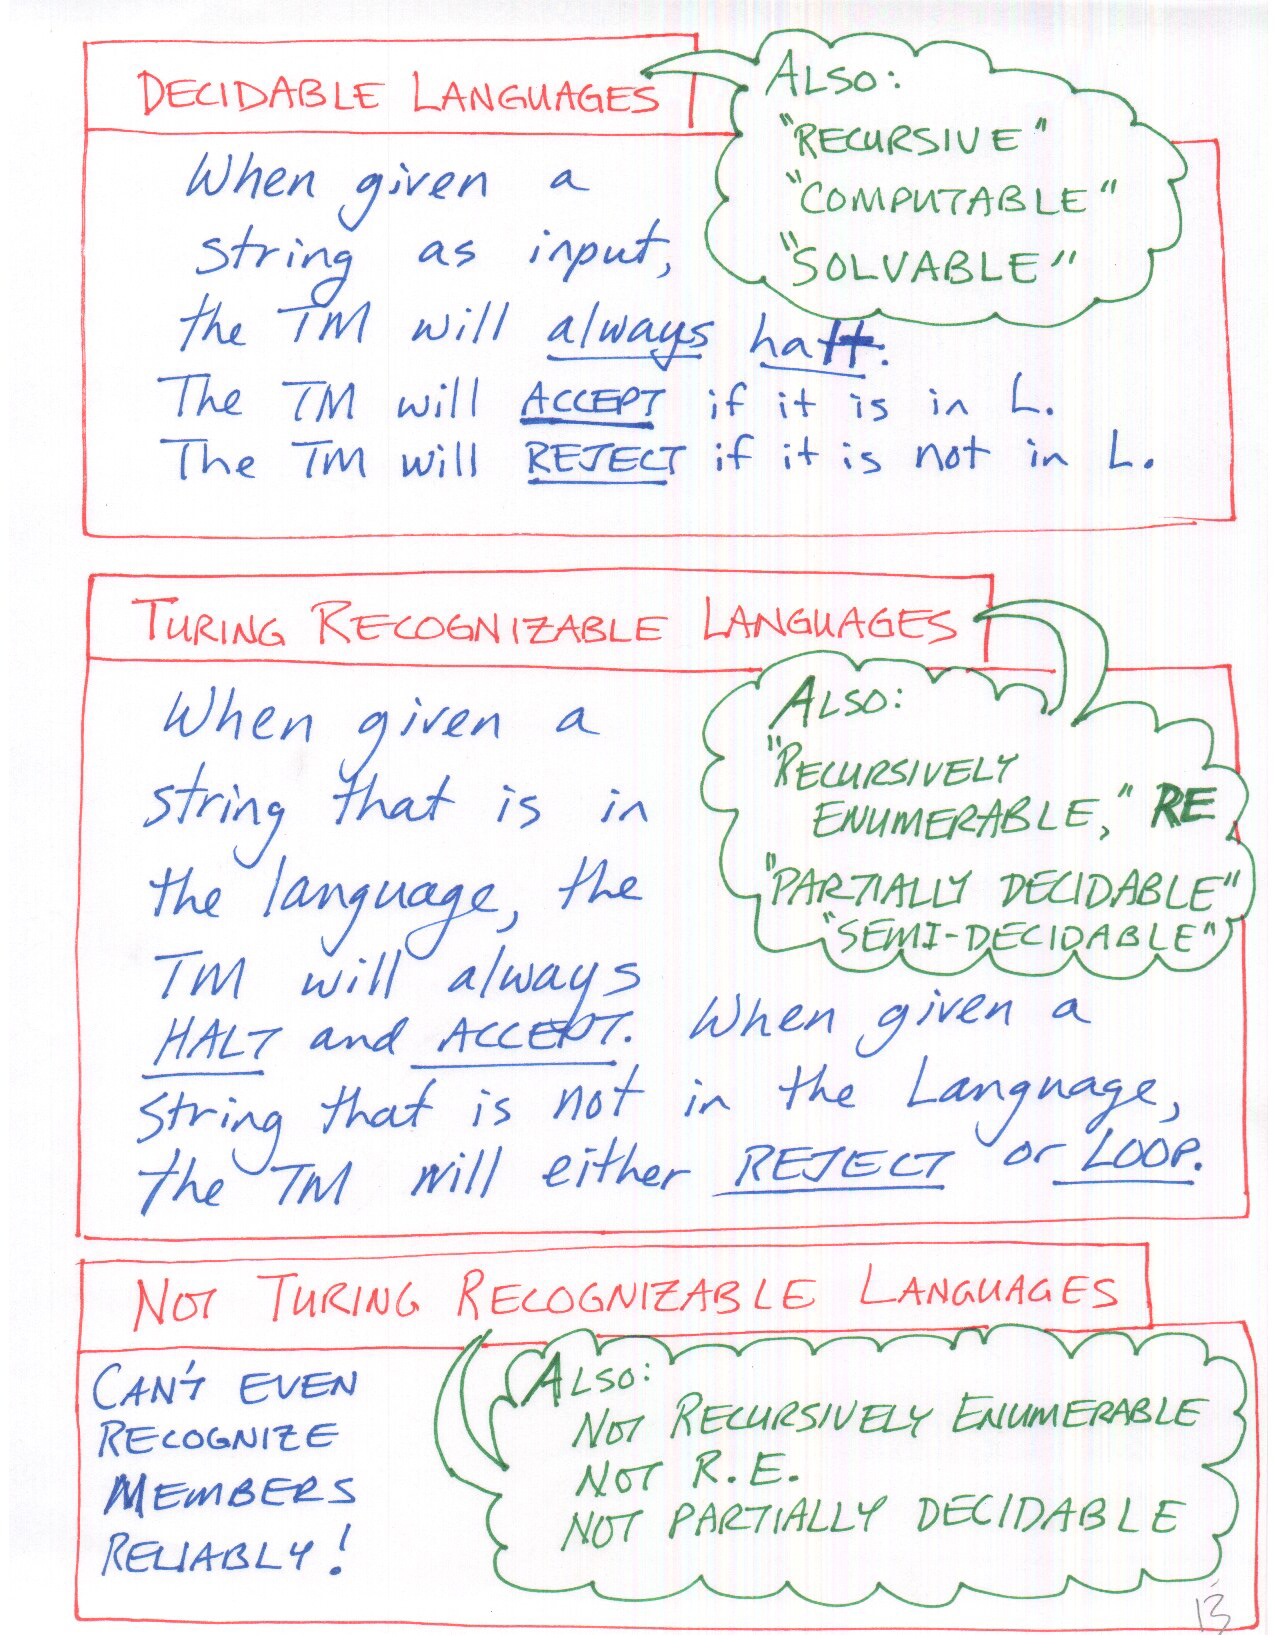 DECIDABLE LANGUAGES
ALSO:
"RECURSIVE"
"COMPUTABLE"
"SOLVABLE"
When given a
string as input,
the TM will always halt.
The TM will ACCEPT if it is in L.
The TM will REJECT if it is not in L.
TURING RECOGNIZABLE LANGUAGES
ALSO:
"RECURSIVELY
ENUMERABLE," RE
"PARTIALLY DECIDABLE"
"SEMI-DECIDABLE"
When given a
string that is in
the language, the
TM will always
HALT and ACCEPT. When given a
string that is not in the Language,
the TM will either REJECT or LOOP.
NOT TURING RECOGNIZABLE LANGUAGES
CAN'T EVEN
RECOGNIZE
MEMBERS
RELIABLY!
ALSO:
NOT RECURSIVELY ENUMERABLE
NOT R.E.
NOT PARTIALLY DECIDABLE
13